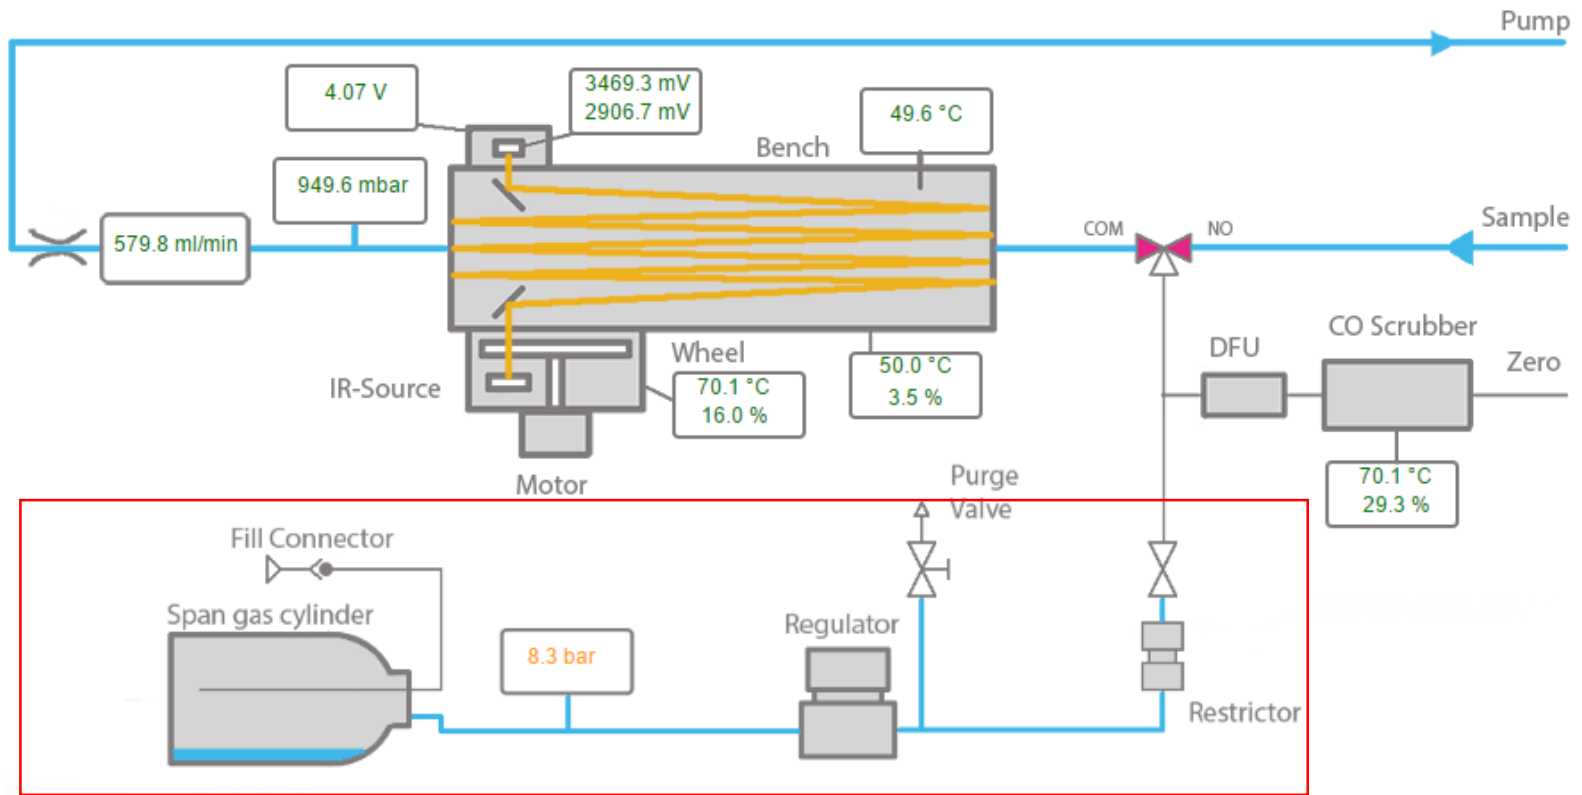 Pump
4.07 V
3469.3 mV
2906.7 mV
49.6 °C
Bench
949.6 mbar
579.8 ml/min
COM
NO
Sample
IR-Source
Wheel
70.1 °C
16.0 %
50.0 °C
3.5 %
DFU
CO Scrubber
Zero
70.1 °C
29.3 %
Motor
Purge
Valve
Fill Connector
Span gas cylinder
8.3 bar
Regulator
Restrictor